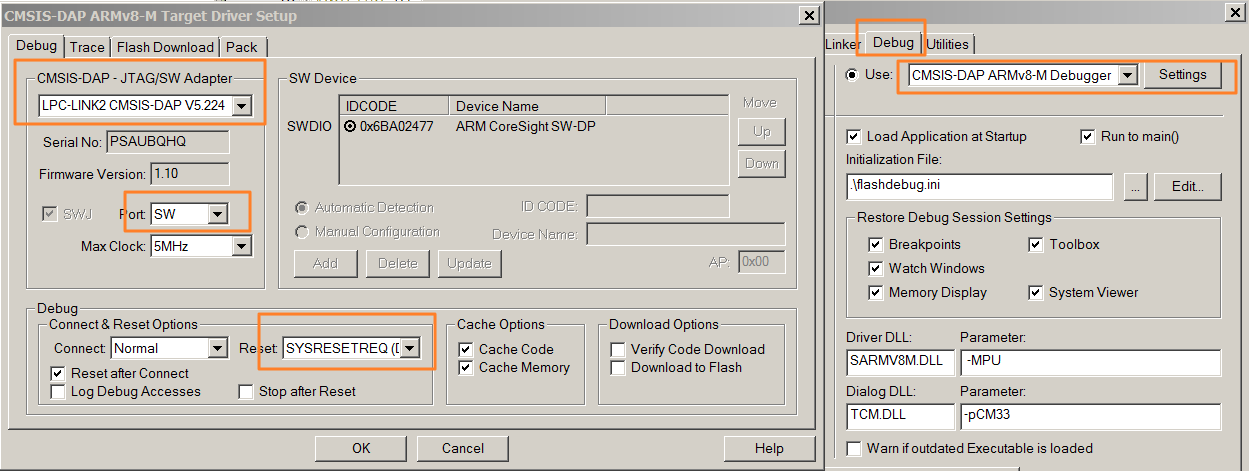 CMSIS-DAP ARMv8-M Target Driver Setup
Debug Trace Flash Download Pack
CMSIS-DAP - JTAG/SW Adapter
LPC-LINK2 CMSIS-DAP V5.224
Serial No: PSAUBQHQ
Firmware Version: 1.10
SWJ Port: SW
Max Clock: 5MHz
SW Device
IDCODE Device Name
SWDIO 0x6BA02477 ARM CoreSight SW-DP
Move
Up
Down
Automatic Detection
Manual Configuration
ID CODE:
Device Name:
Add Delete Update
AP: 0x00
Debug
Connect & Reset Options
Connect: Normal Reset: SYSRESETREQ (D
Reset after Connect
Log Debug Accesses Stop after Reset
Cache Options
Cache Code
Cache Memory
Download Options
Verify Code Download
Download to Flash
OK Cancel Help
Linker Debug Utilities
Use: CMSIS-DAP ARMv8-M Debugger Settings
Load Application at Startup Run to main()
Initialization File:
.\flashdebug.ini ... Edit...
Restore Debug Session Settings
Breakpoints Toolbox
Watch Windows
Memory Display System Viewer
Driver DLL: Parameter:
SARMV8M.DLL -MPU
Dialog DLL: Parameter:
TCM.DLL -pCM33
Warn if outdated Executable is loaded